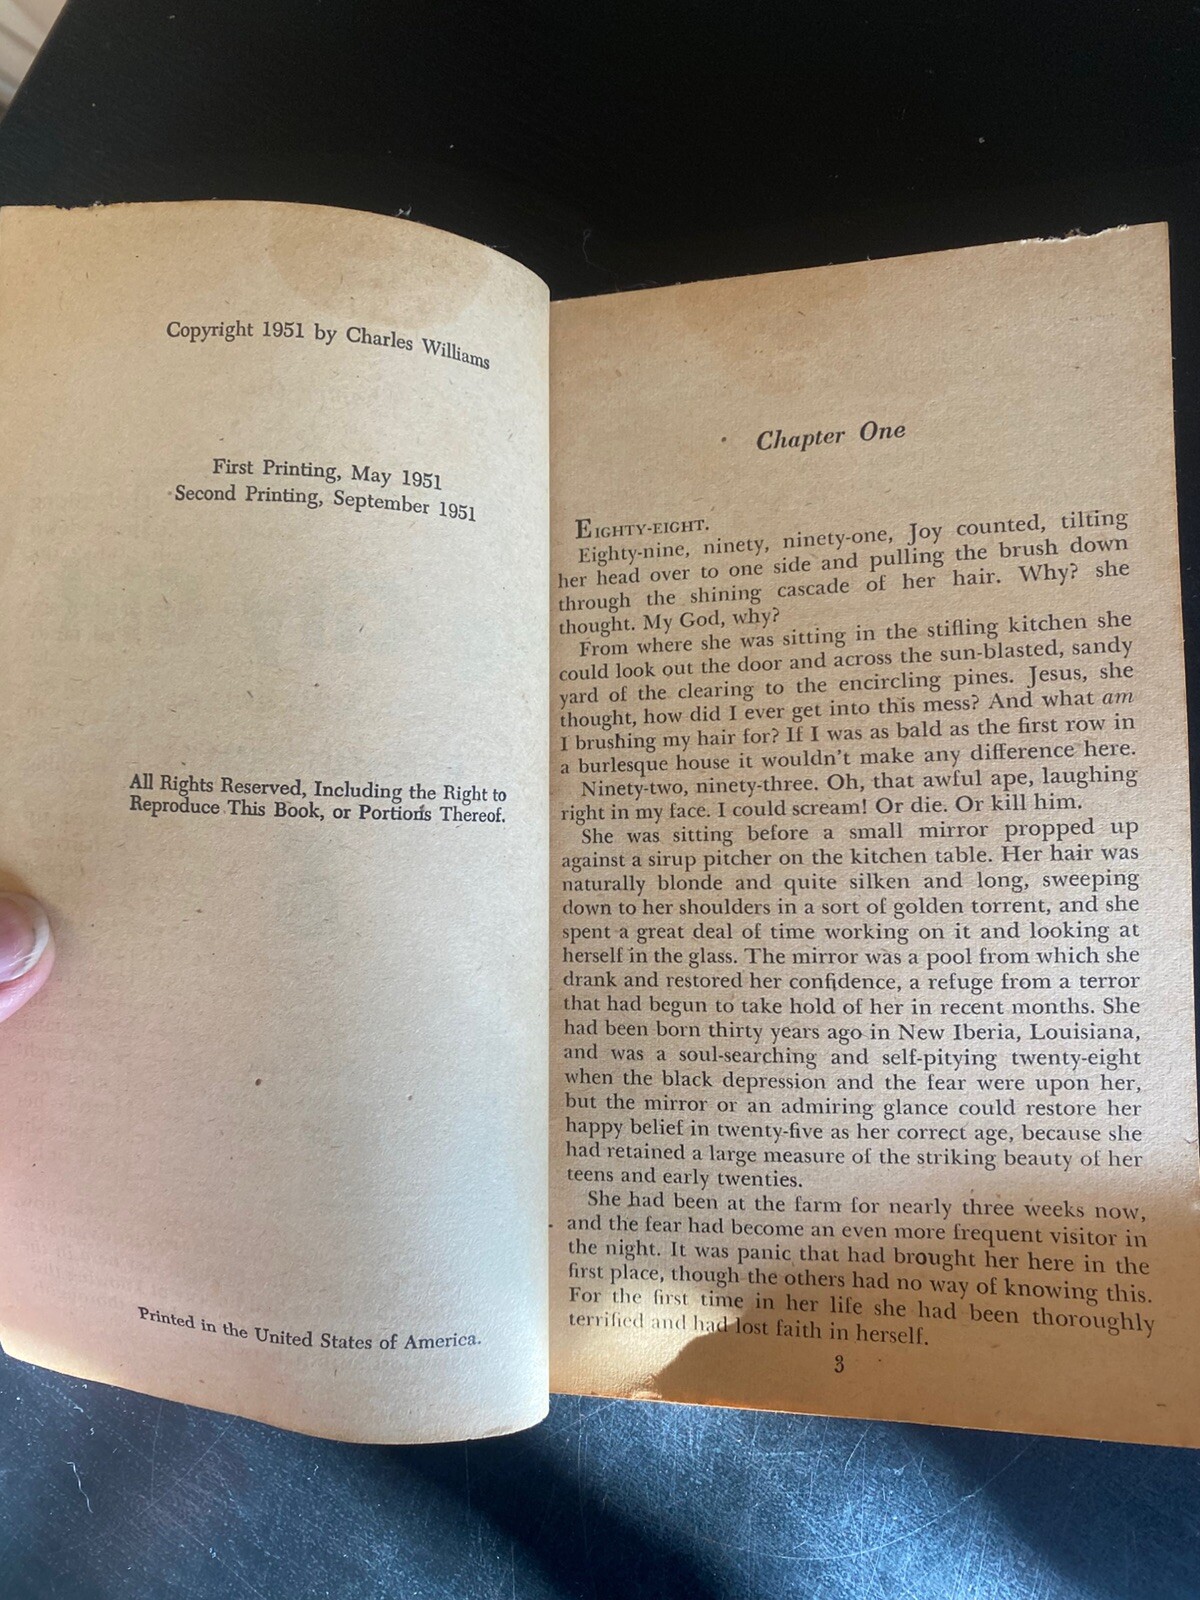 Copyright 1951 by Charles Williams
First Printing, May 1951
Second Printing, September 1951
All Rights Reserved, Including the Right to
Reproduce This Book, or Portions Thereof.
Printed in the United States of America.
Chapter One
EIGHTY-EIGHT.
Eighty-nine, ninety, ninety-one, Joy counted, tilting
her head over to one side and pulling the brush down
through the shining cascade of her hair. Why? she
thought. My God, why?
From where she was sitting in the stifling kitchen she
could look out the door and across the sun-blasted, sandy
yard of the clearing to the encircling pines. Jesus, she
thought, how did I ever get into this mess? And what am
I brushing my hair for? If I was as bald as the first row in
a burlesque house it wouldn't make any difference here.
Ninety-two, ninety-three. Oh, that awful ape, laughing
right in my face. I could scream! Or die. Or kill him.
She was sitting before a small mirror propped up
against a sirup pitcher on the kitchen table. Her hair was
naturally blonde and quite silken and long, sweeping
down to her shoulders in a sort of golden torrent, and she
spent a great deal of time working on it and looking at
herself in the glass. The mirror was a pool from which she
drank and restored her confidence, a refuge from a terror
that had begun to take hold of her in recent months. She
had been born thirty years ago in New Iberia, Louisiana,
and was a soul-searching and self-pitying twenty-eight
when the black depression and the fear were upon her,
but the mirror or an admiring glance could restore her
happy belief in twenty-five as her correct age, because she
had retained a large measure of the striking beauty of her
teens and early twenties.
She had been at the farm for nearly three weeks now,
and the fear had become an even more frequent visitor in
the night. It was panic that had brought her here in the
first place, though the others had no way of knowing this.
For the first time in her life she had been thoroughly
terrified and had lost faith in herself.
3